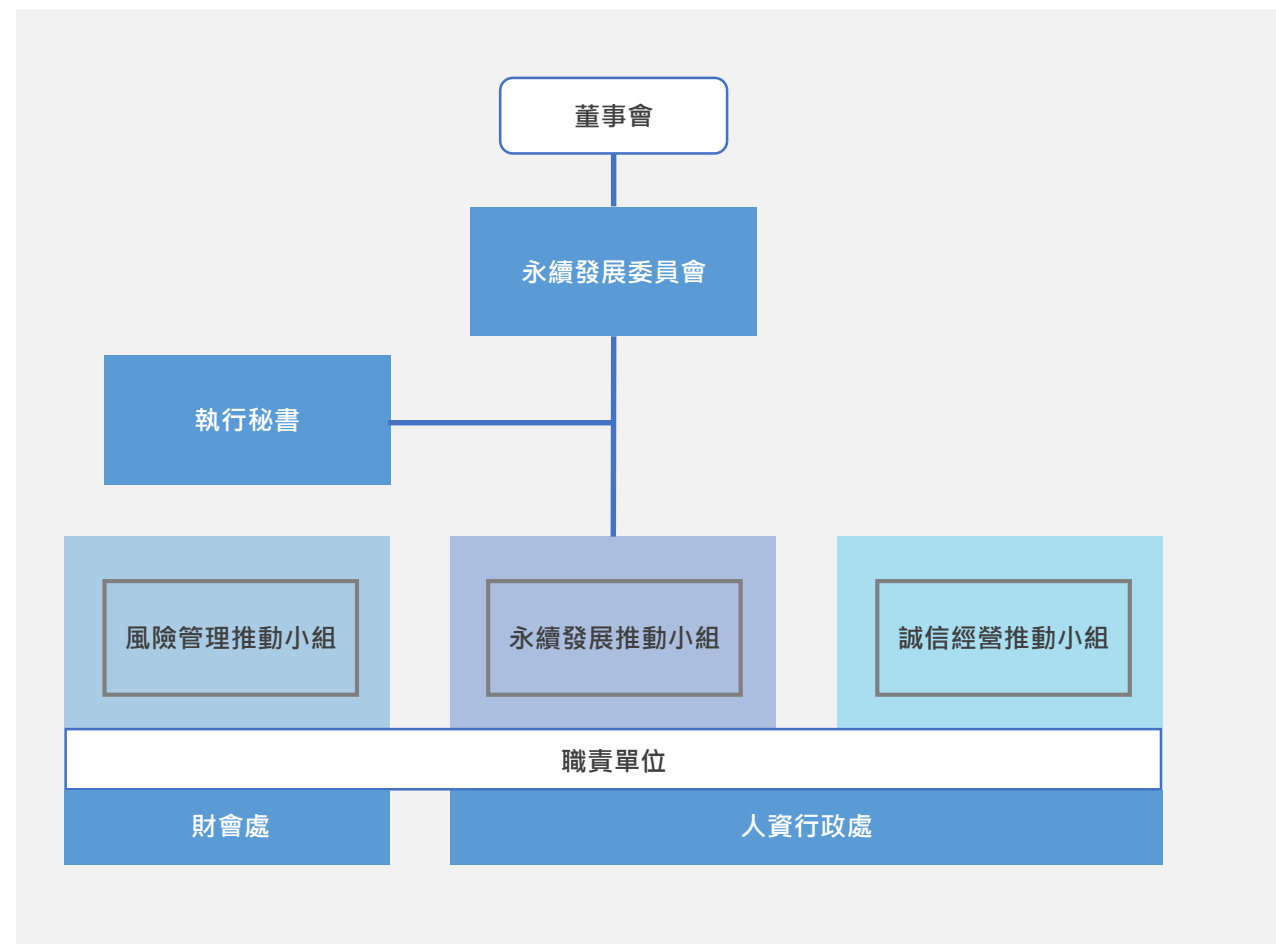 董事會
永續發展委員會
執行秘書
風險管理推動小組
永續發展推動小組
誠信經營推動小組
職責單位
財會處
人資行政處